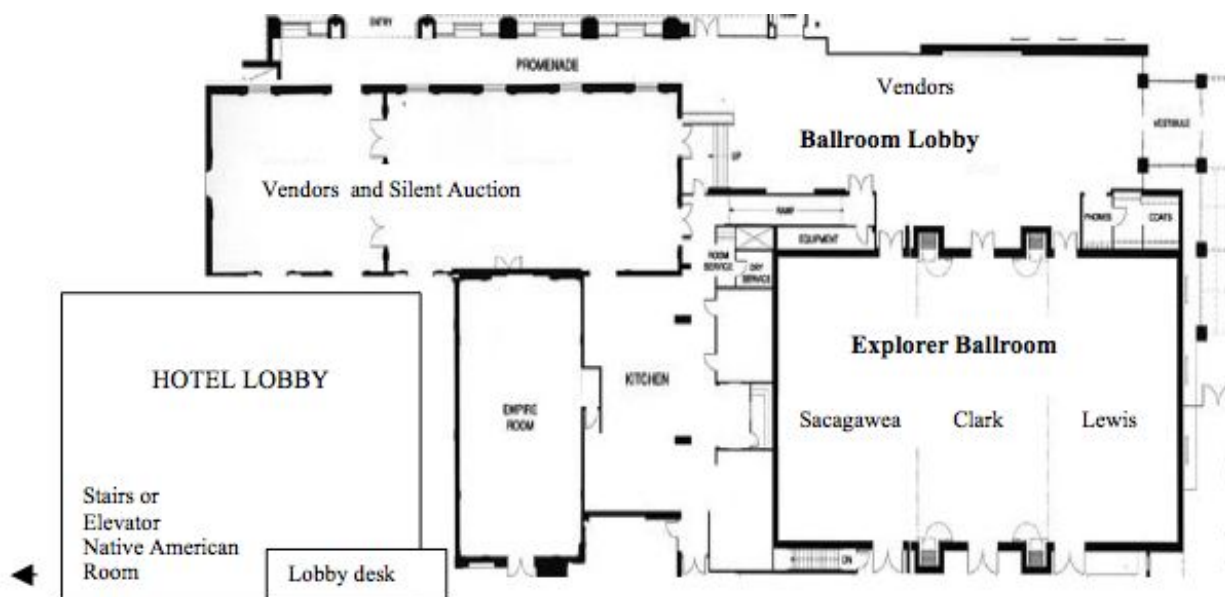 ENTRY
PROMENADE
Vendors
VESTIBULE
Ballroom Lobby
UP
Vendors and Silent Auction
RAMP
PHONES
COATS
EQUIPMENT
ROOM
SERVICE
DRY
SERVICE
Explorer Ballroom
HOTEL LOBBY
KITCHEN
EMPIRE
ROOM
Sacagawea
Clark
Lewis
Stairs or
Elevator
Native American
Room
Lobby desk
DN